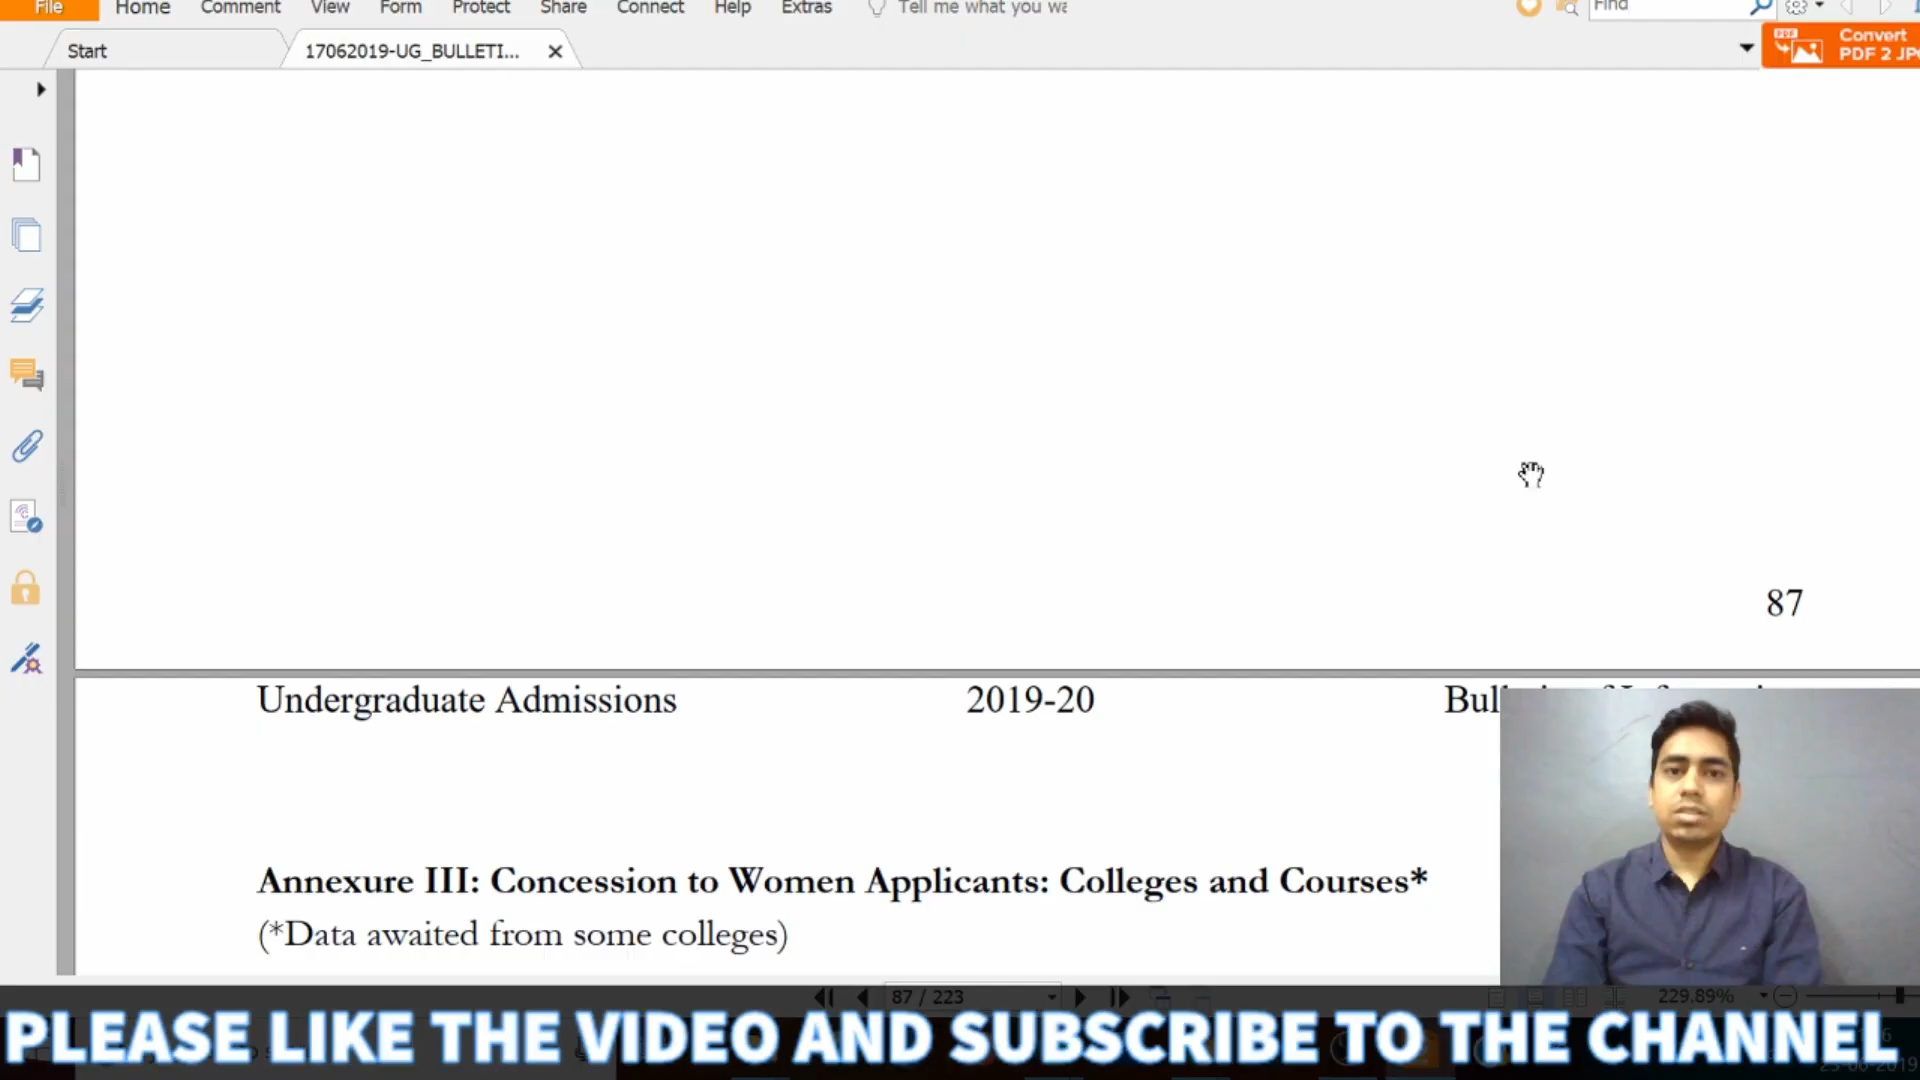 File Home Comment View Form Protect Share Connect Help Extras Tell me what you wa Find
Start 17062019-UG_BULLETI... Convert
PDF 2 JP
87
Undergraduate Admissions 2019-20
Annexure III: Concession to Women Applicants: Colleges and Courses*
(*Data awaited from some colleges)
87 / 223 229.89%
PLEASE LIKE THE VIDEO AND SUBSCRIBE TO THE CHANNEL